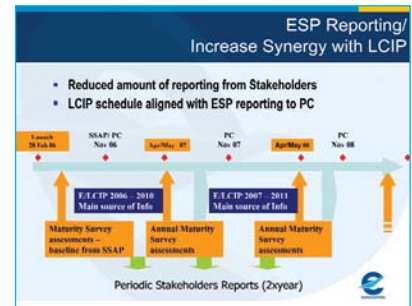 ESP Reporting/
Increase Synergy with LCIP
Reduced amount of reporting from Stakeholders
LCIP schedule aligned with ESP reporting to PC
Launch
28 Feb 06
SSAP/ PC
Nov 06
Apr/May 07
PC
Nov 07
Apr/May 08
PC
Nov 08
E/LCIP 2006 – 2010
Main source of Info
E/LCIP 2007 – 2011
Main source of Info
Maturity Survey
assessments –
baseline from SSAP
Annual Maturity
Survey
assessments
Annual Maturity
Survey
assessments
Periodic Stakeholders Reports (2xyear)